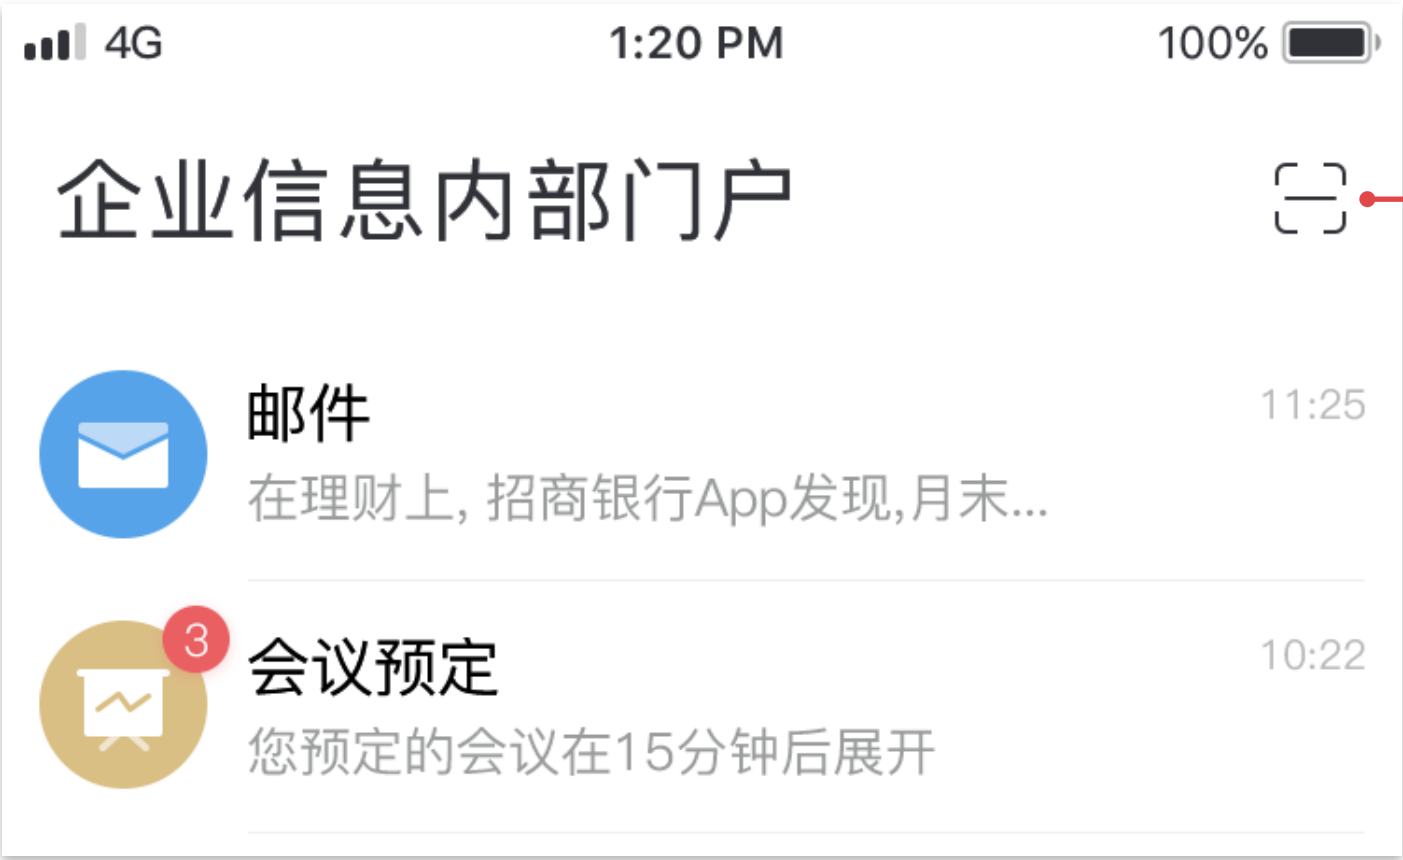 4G 1:20 PM 100%
企业信息内部门户
邮件 11:25
在理财上, 招商银行App发现,月末...
3
会议预定 10:22
您预定的会议在15分钟后展开